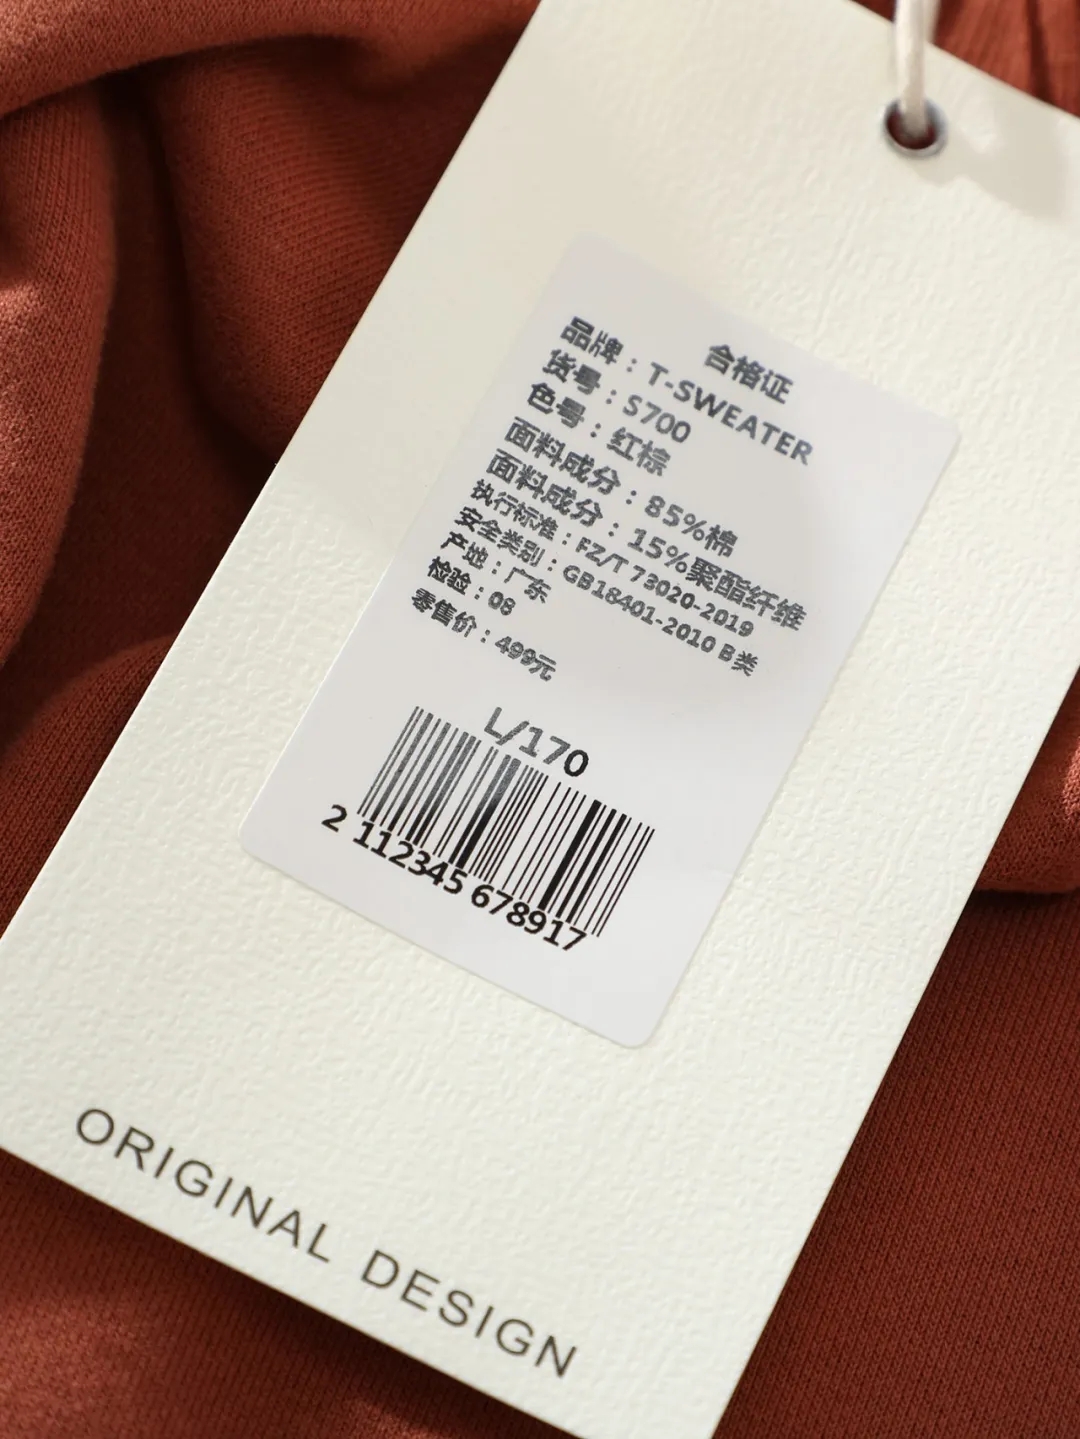 合格证
品牌：T-SWEATER
货号：S700
色号：红棕
面料成分：85%棉
面料成分：15%聚酯纤维
执行标准：FZ/T 73020-2019
安全类别：GB18401-2010 B类
产地：广东
检验：08
零售价：499元
L/170
2 112345 678917
ORIGINAL DESIGN